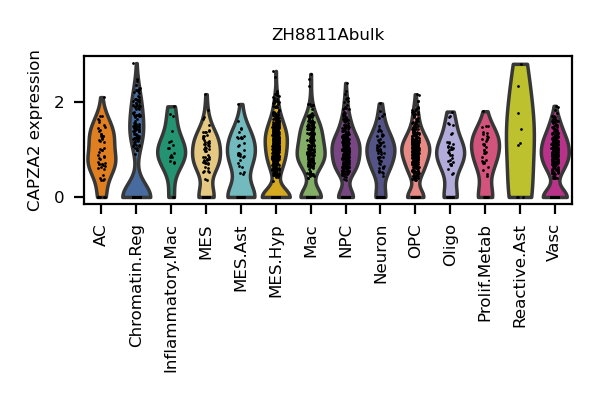 ZH8811Abulk
CAPZA2 expression
2
0
AC
Chromatin.Reg
Inflammatory.Mac
MES
MES.Ast
MES.Hyp
Mac
NPC
Neuron
OPC
Oligo
Prolif.Metab
Reactive.Ast
Vasc